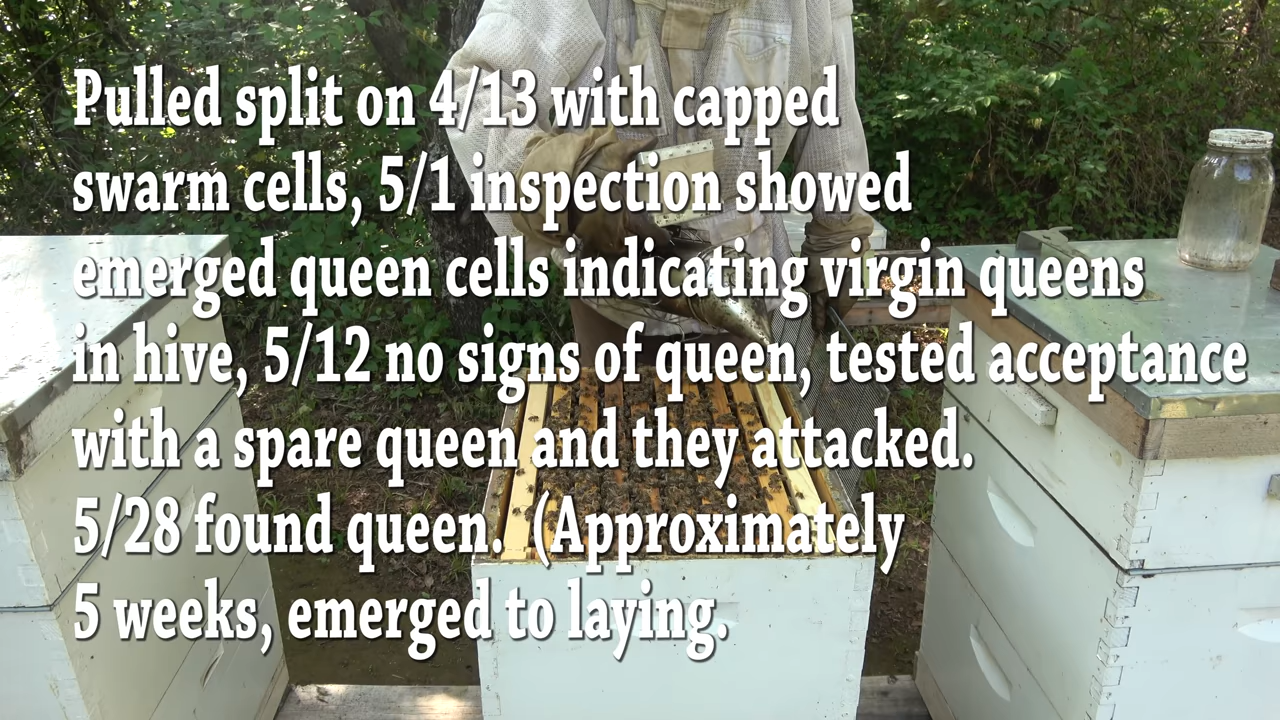 Pulled split on 4/13 with capped
swarm cells, 5/1 inspection showed
emerged queen cells indicating virgin queens
in hive, 5/12 no signs of queen, tested acceptance
with a spare queen and they attacked.
5/28 found queen. (Approximately
5 weeks, emerged to laying.